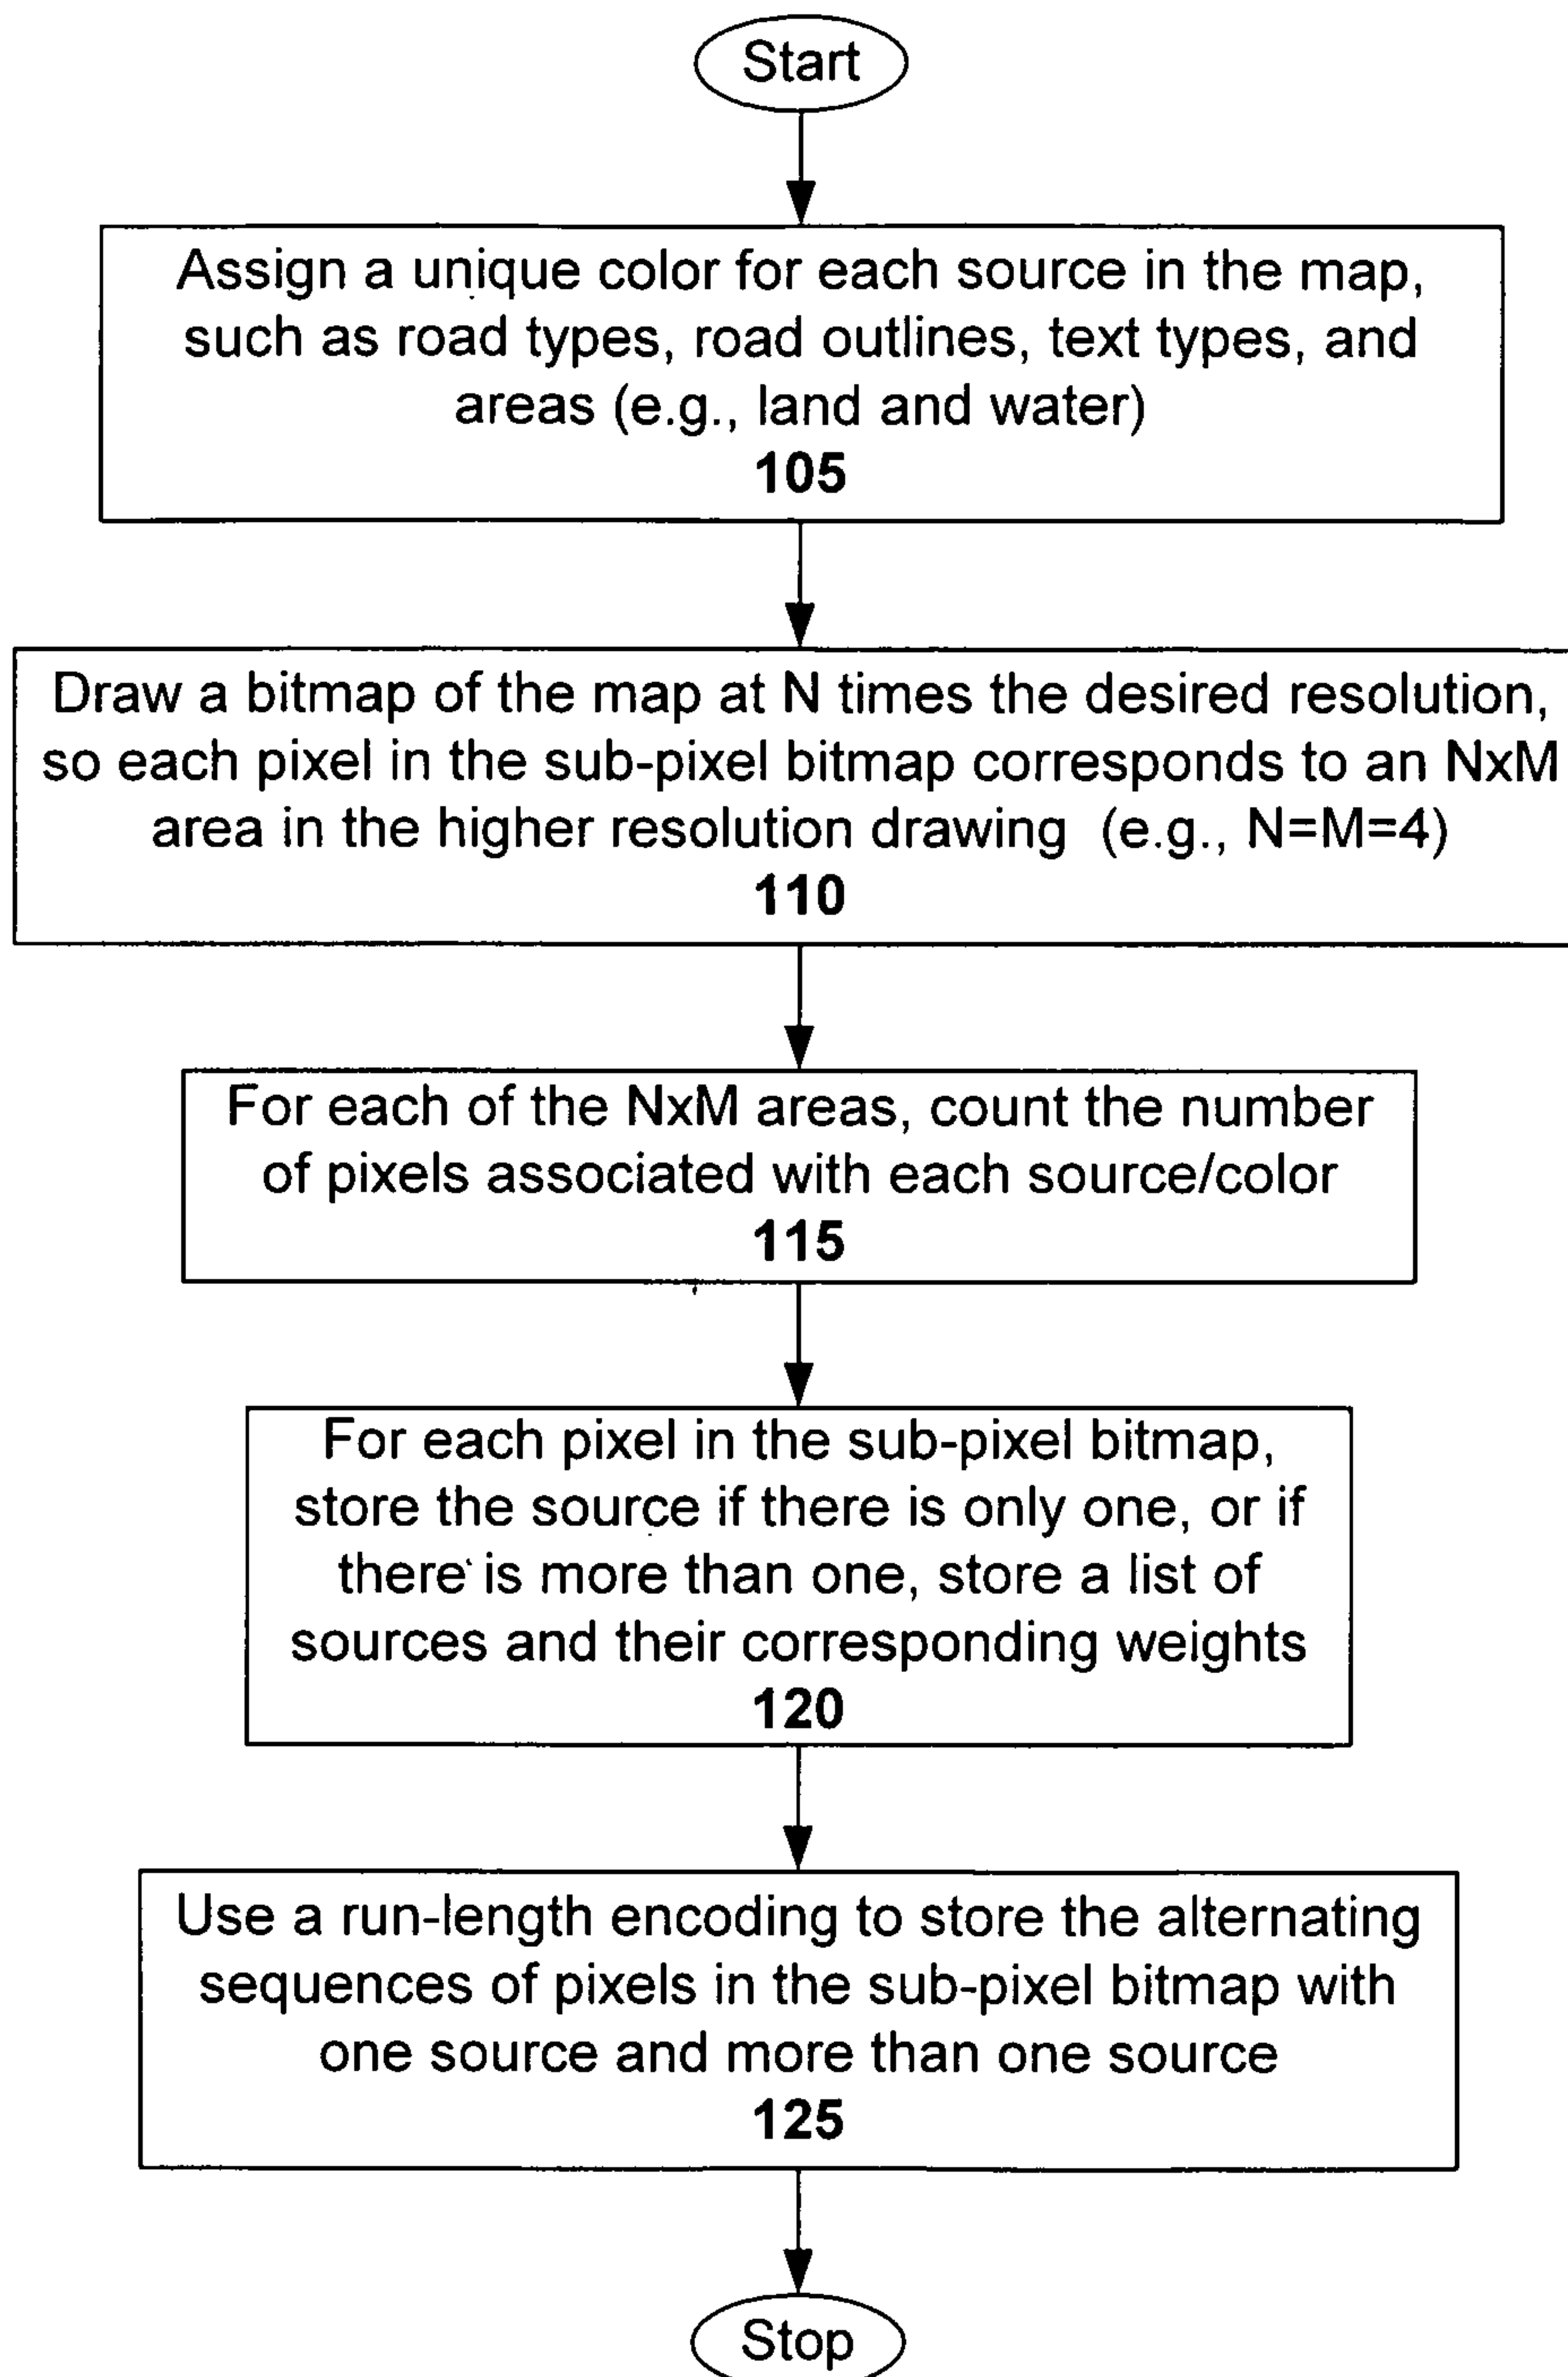 Start
Assign a unique color for each source in the map,
such as road types, road outlines, text types, and
areas (e.g., land and water)
105
Draw a bitmap of the map at N times the desired resolution,
so each pixel in the sub-pixel bitmap corresponds to an NxM
area in the higher resolution drawing (e.g., N=M=4)
110
For each of the NxM areas, count the number
of pixels associated with each source/color
115
For each pixel in the sub-pixel bitmap,
store the source if there is only one, or if
there is more than one, store a list of
sources and their corresponding weights
120
Use a run-length encoding to store the alternating
sequences of pixels in the sub-pixel bitmap with
one source and more than one source
125
Stop